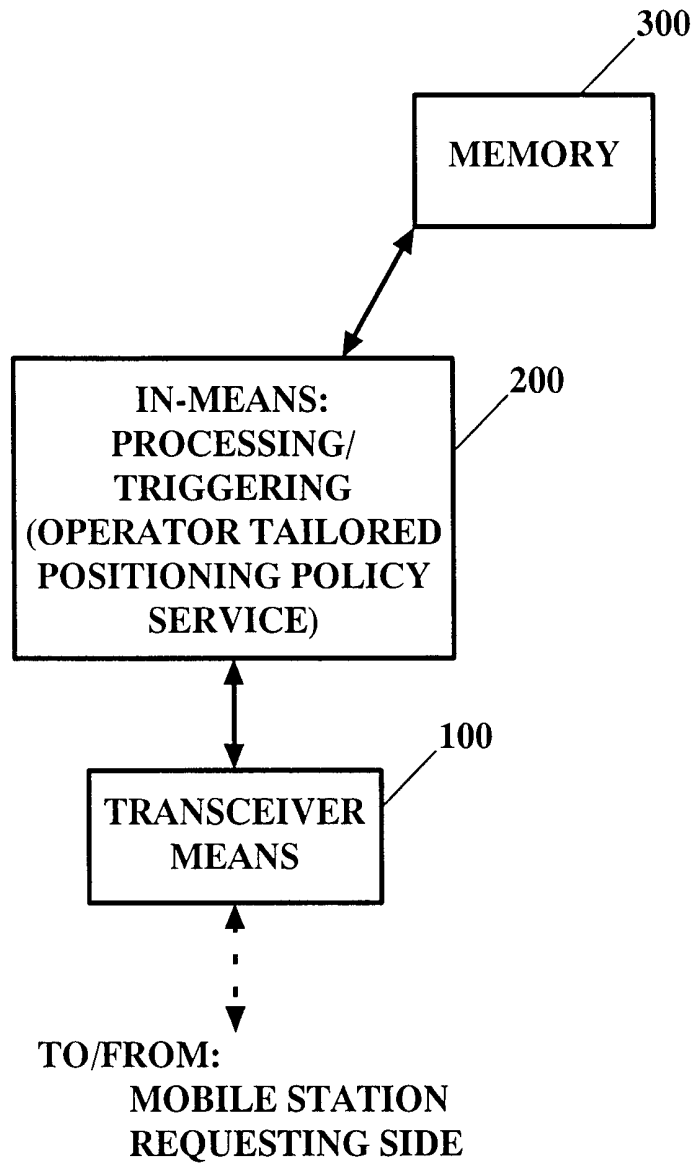 300
MEMORY
200
IN-MEANS:
PROCESSING/
TRIGGERING
(OPERATOR TAILORED
POSITIONING POLICY
SERVICE)
100
TRANSCEIVER
MEANS
TO/FROM:
MOBILE STATION
REQUESTING SIDE